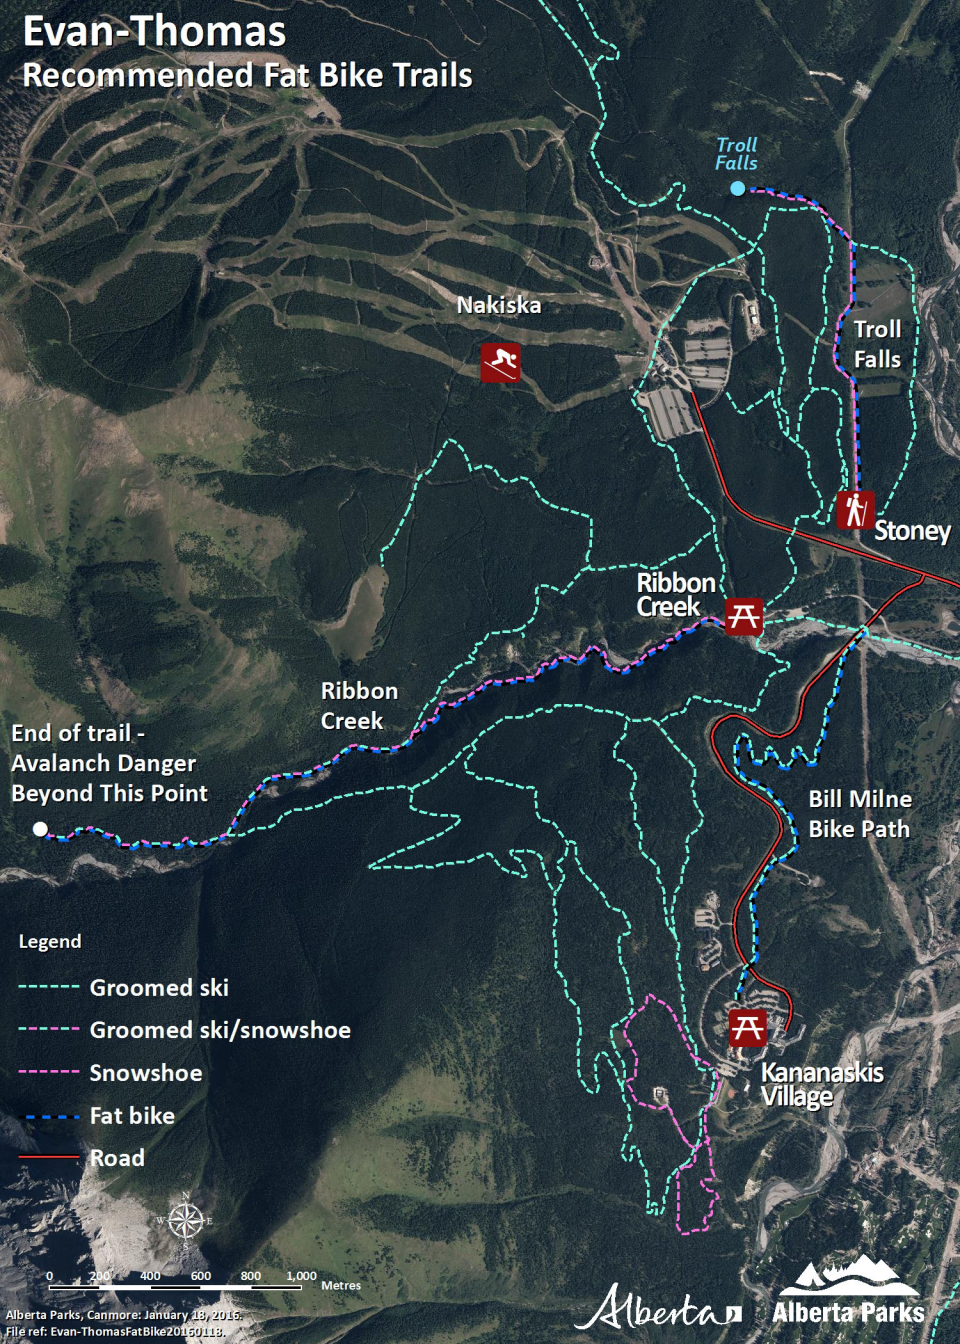 Evan-Thomas
Recommended Fat Bike Trails
Troll
Falls
Nakiska
Troll
Falls
Stoney
Ribbon
Creek
Ribbon
Creek
End of trail -
Avalanch Danger
Beyond This Point
Bill Milne
Bike Path
Legend
Groomed ski
Groomed ski/snowshoe
Snowshoe
Fat bike
Road
Kananaskis
Village
N
W E
S
0 200 400 600 800 1,000
Metres
Alberta Parks, Canmore: January 18, 2016.
File ref: Evan-ThomasFatBike20160118.
Alberta
Alberta Parks